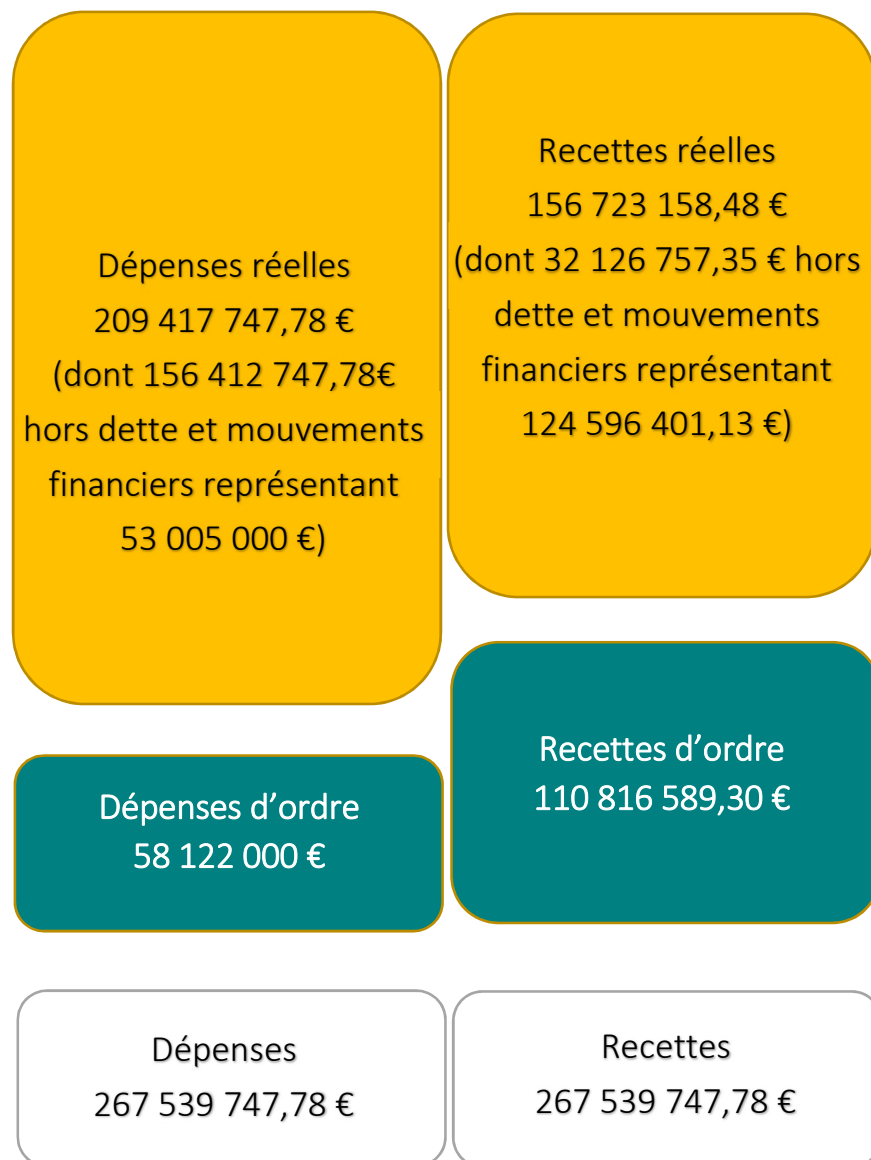 Dépenses réelles
209 417 747,78 €
(dont 156 412 747,78€
hors dette et mouvements
financiers représentant
53 005 000 €)
Recettes réelles
156 723 158,48 €
(dont 32 126 757,35 € hors
dette et mouvements
financiers représentant
124 596 401,13 €)
Dépenses d’ordre
58 122 000 €
Recettes d’ordre
110 816 589,30 €
Dépenses
267 539 747,78 €
Recettes
267 539 747,78 €